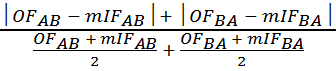 |OF_AB − mIF_AB| + |OF_BA − mIF_BA|
OF_AB + mIF_AB / 2 + OF_BA + mIF_BA / 2